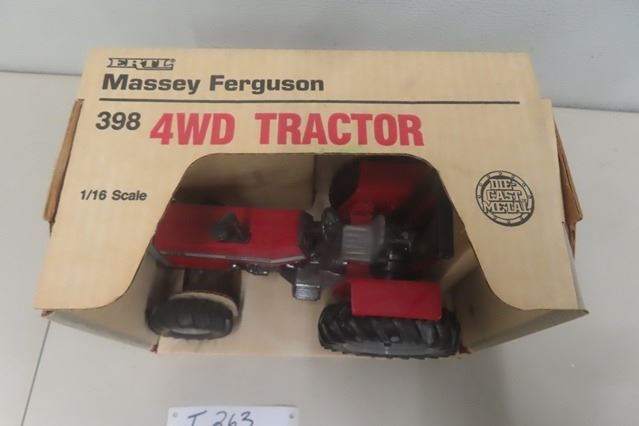 ERTL
Massey Ferguson
398 4WD TRACTOR
1/16 Scale
DIE-CAST METAL
I 263